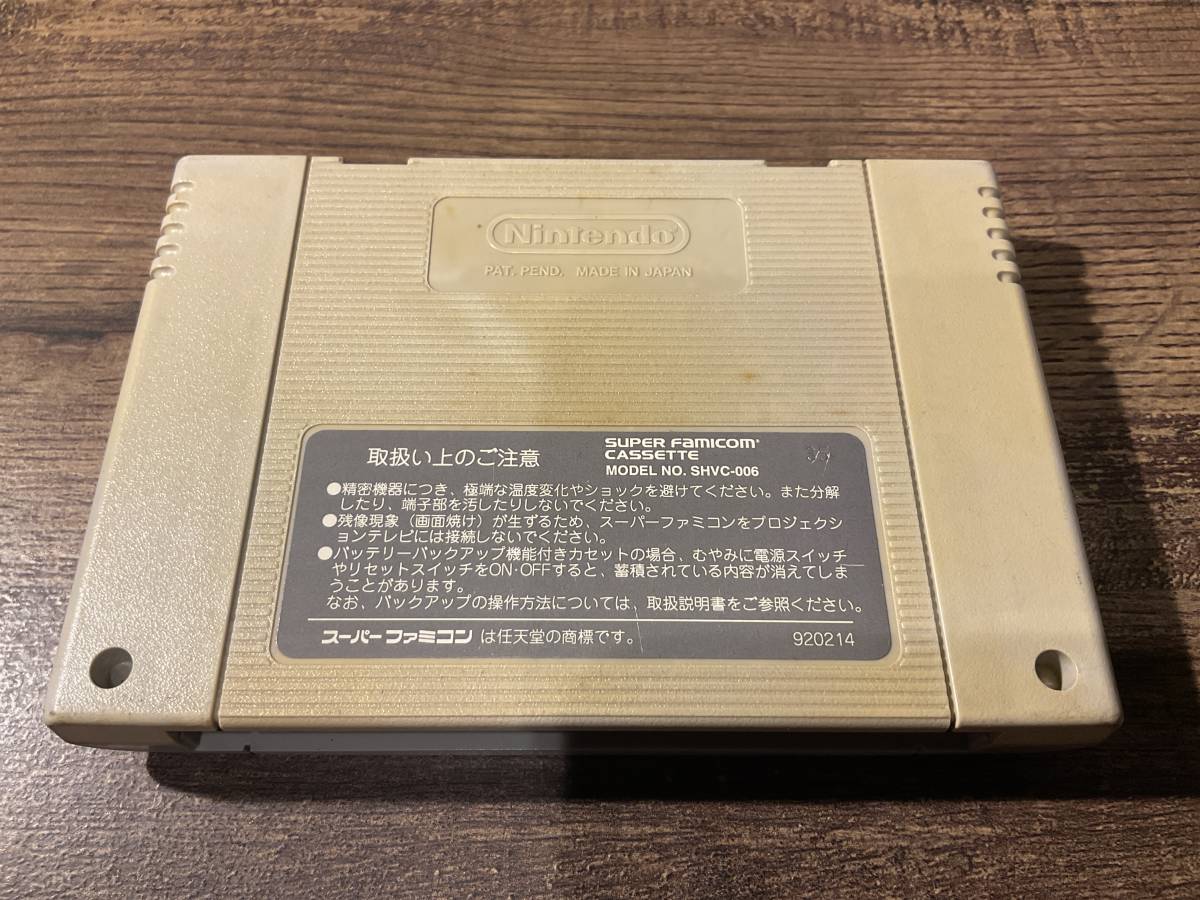 Nintendo
PAT. PEND. MADE IN JAPAN
取扱い上のご注意
SUPER FAMICOM
CASSETTE
MODEL NO. SHVC-006
●精密機器につき、極端な温度変化やショックを避けてください。また分解
したり、端子部を汚したりしないでください。
●残像現象（画面焼け）が生ずるため、スーパーファミコンをプロジェクシ
ョンテレビには接続しないでください。
●バッテリーバックアップ機能付きカセットの場合、むやみに電源スイッチ
やリセットスイッチをON・OFFすると、蓄積されている内容が消えてしま
うことがあります。
なお、バックアップの操作方法については、取扱説明書をご参照ください。
スーパーファミコン は任天堂の商標です。
920214